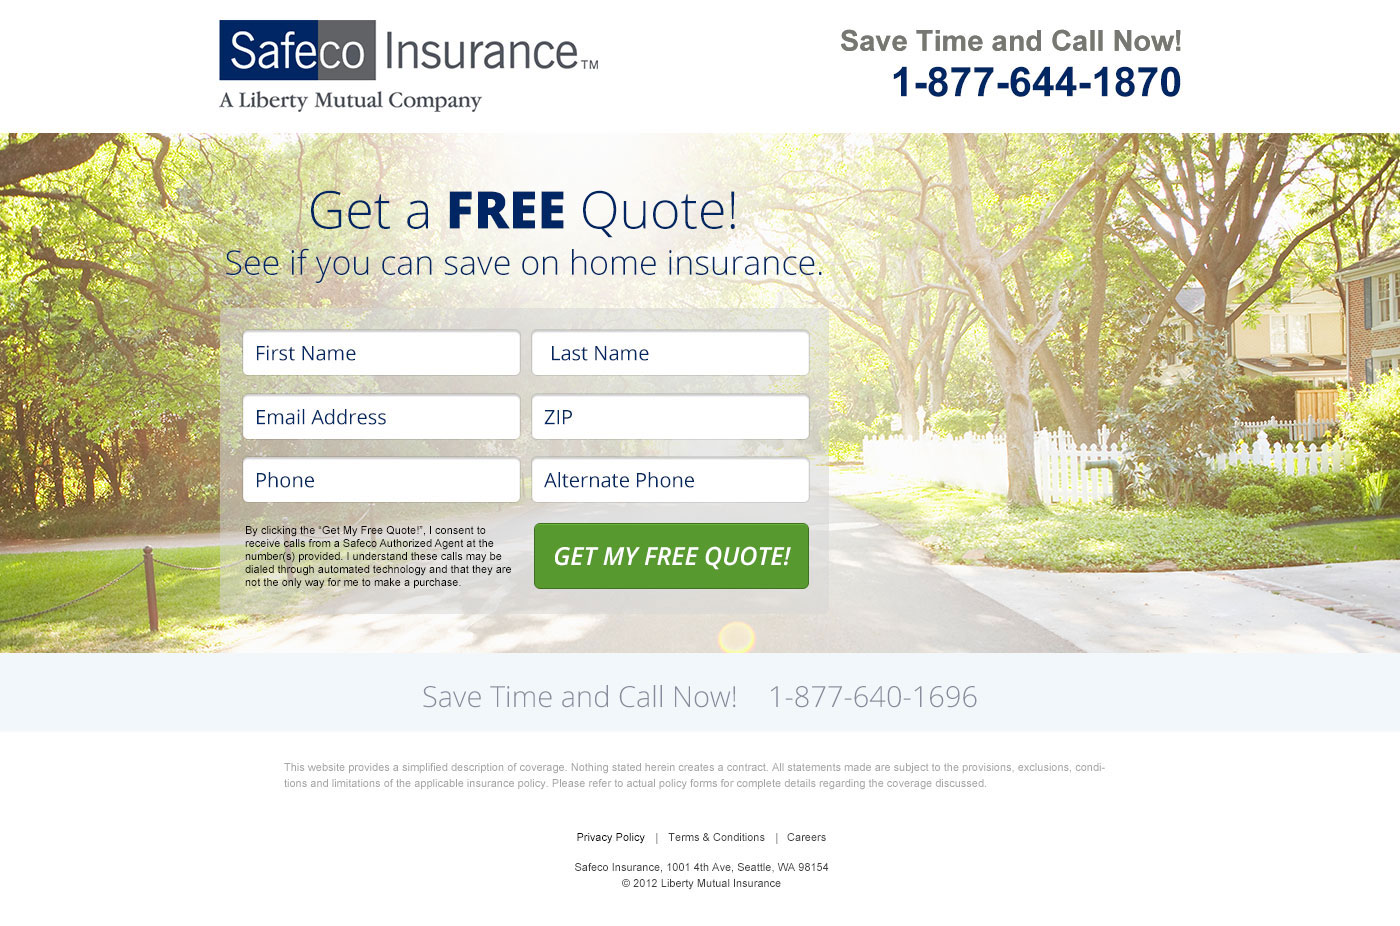 Safeco Insurance™
A Liberty Mutual Company
Save Time and Call Now!
1-877-644-1870
Get a FREE Quote!
See if you can save on home insurance.
First Name
Last Name
Email Address
ZIP
Phone
Alternate Phone
By clicking the “Get My Free Quote!”, I consent to
receive calls from a Safeco Authorized Agent at the
number(s) provided. I understand these calls may be
dialed through automated technology and that they are
not the only way for me to make a purchase.
GET MY FREE QUOTE!
Save Time and Call Now! 1-877-640-1696
This website provides a simplified description of coverage. Nothing stated herein creates a contract. All statements made are subject to the provisions, exclusions, condi-
tions and limitations of the applicable insurance policy. Please refer to actual policy forms for complete details regarding the coverage discussed.
Privacy Policy | Terms & Conditions | Careers
Safeco Insurance, 1001 4th Ave, Seattle, WA 98154
© 2012 Liberty Mutual Insurance